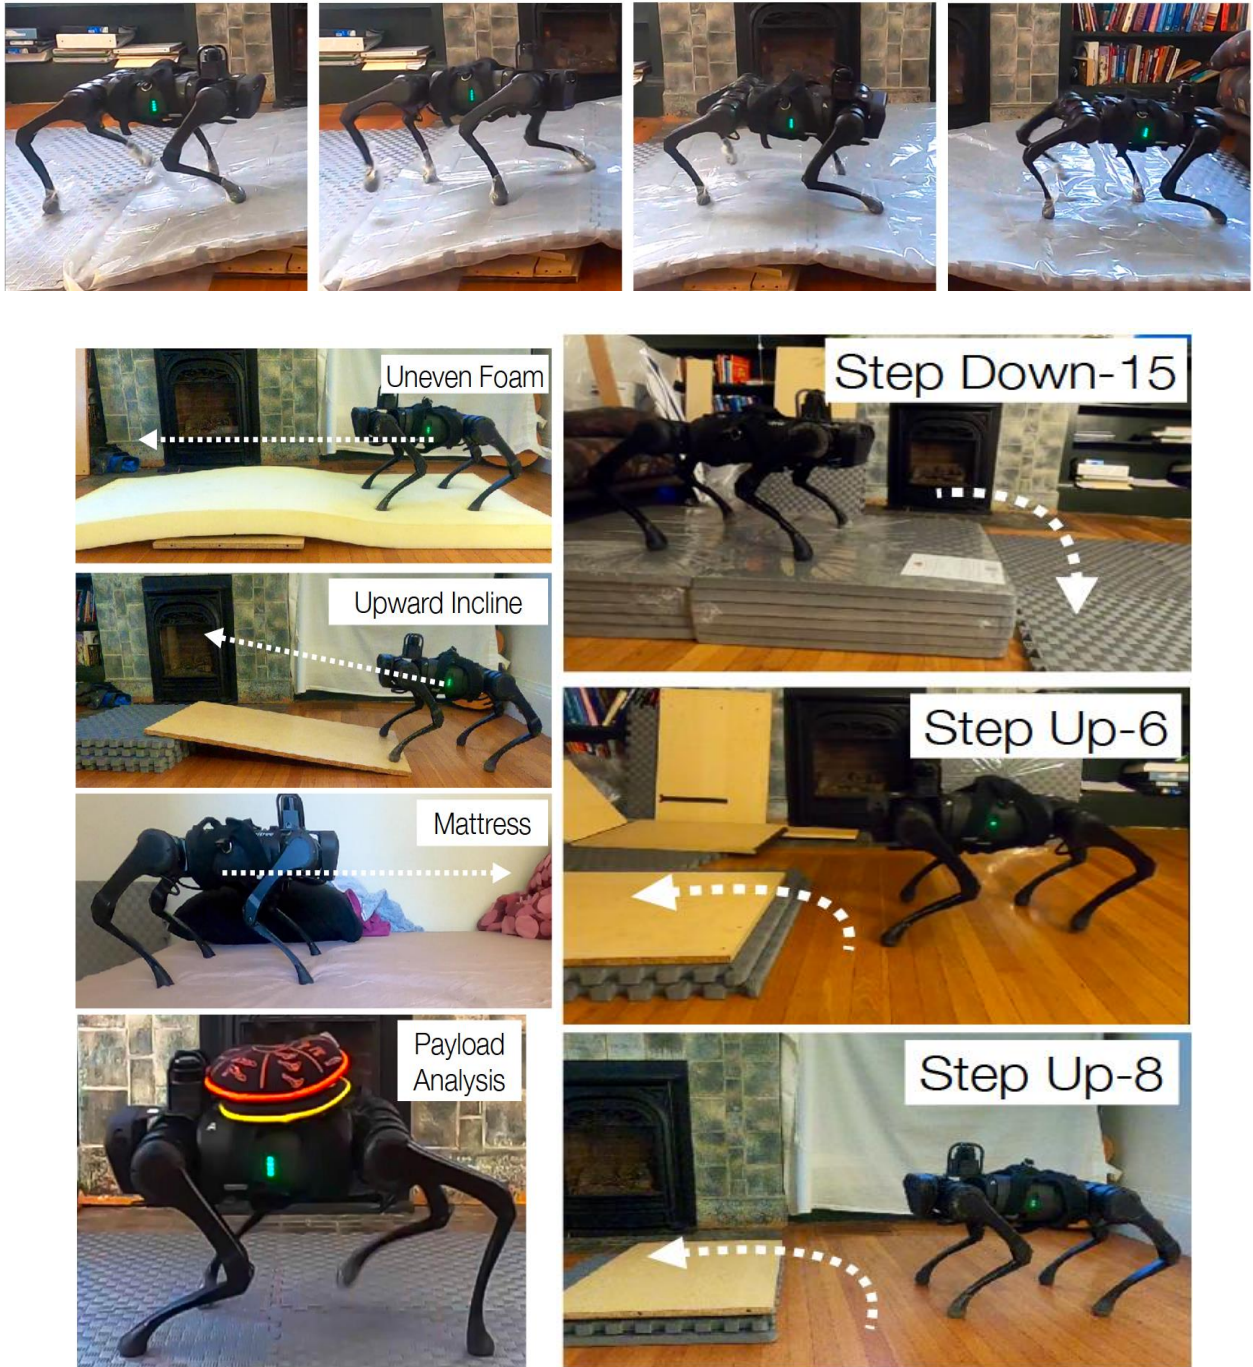 Uneven Foam
Upward Incline
Mattress
Payload
Analysis
Step Down-15
Step Up-6
Step Up-8